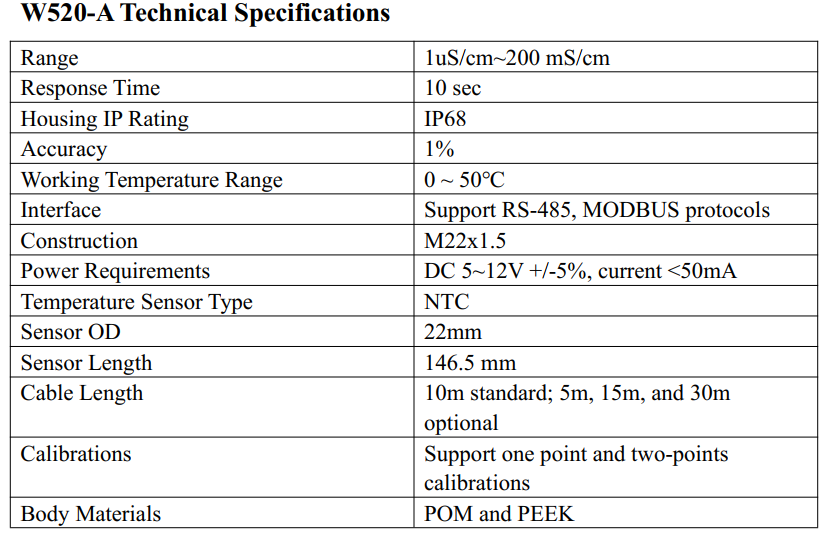 W520-A Technical Specifications
Range 1uS/cm~200 mS/cm
Response Time 10 sec
Housing IP Rating IP68
Accuracy 1%
Working Temperature Range 0 ~ 50℃
Interface Support RS-485, MODBUS protocols
Construction M22x1.5
Power Requirements DC 5~12V +/-5%, current <50mA
Temperature Sensor Type NTC
Sensor OD 22mm
Sensor Length 146.5 mm
Cable Length 10m standard; 5m, 15m, and 30m
optional
Calibrations Support one point and two-points
calibrations
Body Materials POM and PEEK